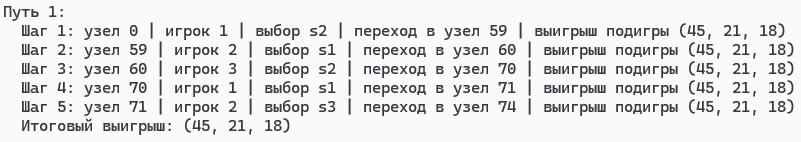 Путь 1:
Шаг 1: узел 0 | игрок 1 | выбор s2 | переход в узел 59 | выигрыш подигры (45, 21, 18)
Шаг 2: узел 59 | игрок 2 | выбор s1 | переход в узел 60 | выигрыш подигры (45, 21, 18)
Шаг 3: узел 60 | игрок 3 | выбор s2 | переход в узел 70 | выигрыш подигры (45, 21, 18)
Шаг 4: узел 70 | игрок 1 | выбор s1 | переход в узел 71 | выигрыш подигры (45, 21, 18)
Шаг 5: узел 71 | игрок 2 | выбор s3 | переход в узел 74 | выигрыш подигры (45, 21, 18)
Итоговый выигрыш: (45, 21, 18)